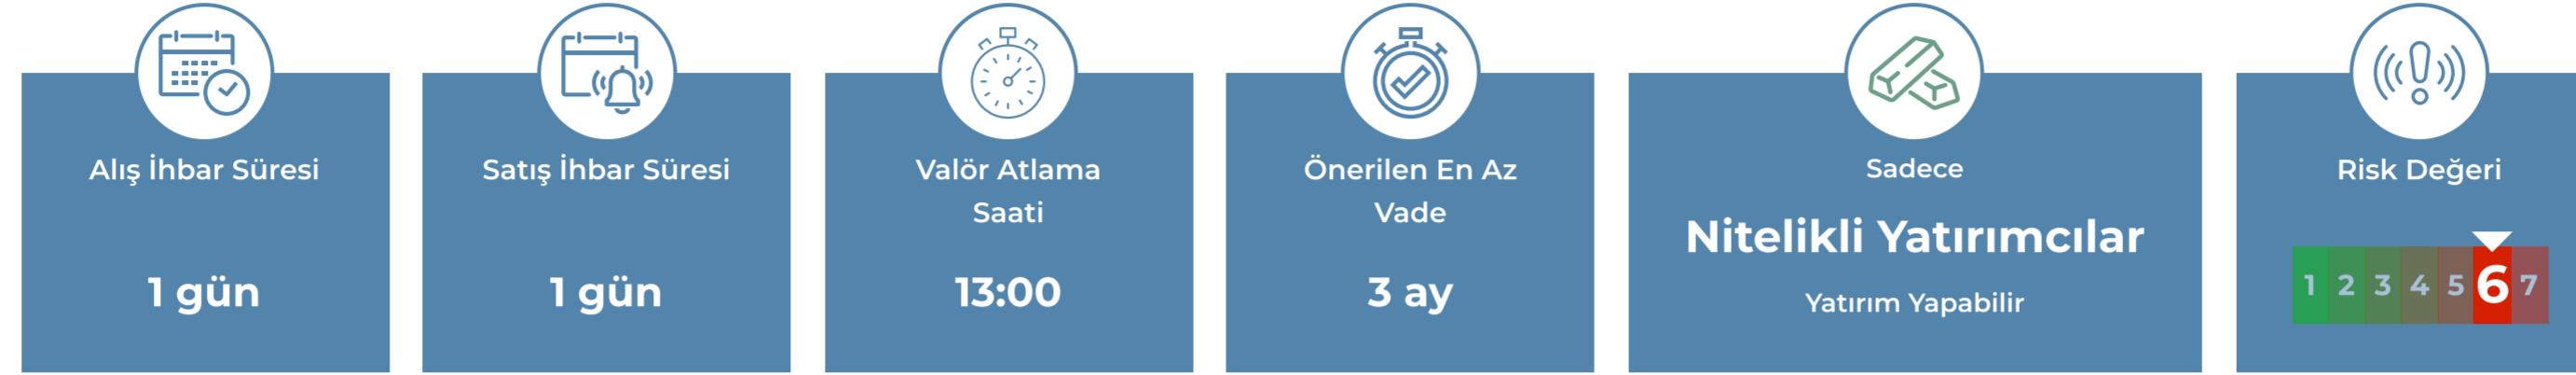 Alış İhbar Süresi
1 gün
Satış İhbar Süresi
1 gün
Valör Atlama
Saati
13:00
Önerilen En Az
Vade
3 ay
Sadece
Nitelikli Yatırımcılar
Yatırım Yapabilir
Risk Değeri
1 2 3 4 5 6 7